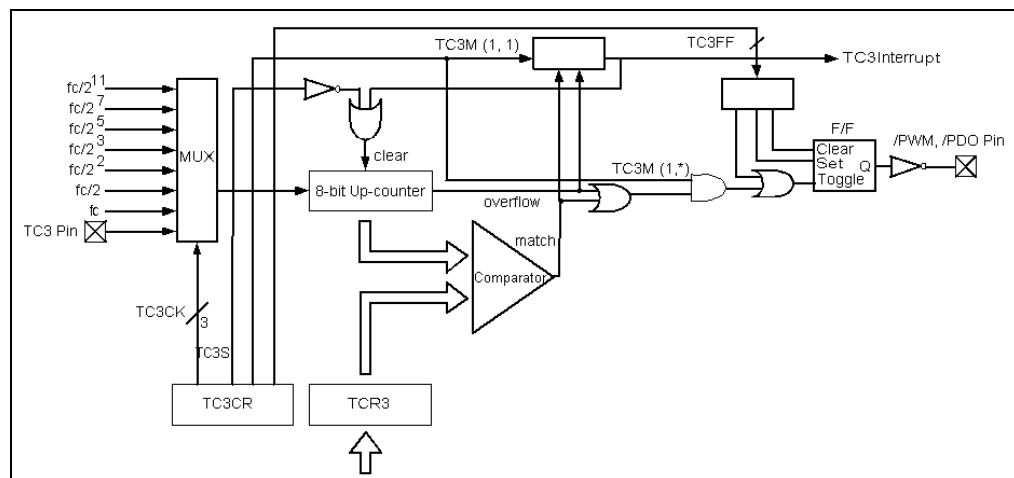 TC3M (1, 1)
TC3FF
TC3Interrupt
fc/2 11
fc/2 7
fc/2 5
fc/2 3
fc/2 2
fc/2
fc
TC3 Pin
MUX
clear
8-bit Up-counter
overflow
TC3M (1,*)
match
Comparator
F/F
Clear
Set
Toggle
Q
/PWM, /PDO Pin
TC3CK
3
TC3S
TC3CR
TCR3